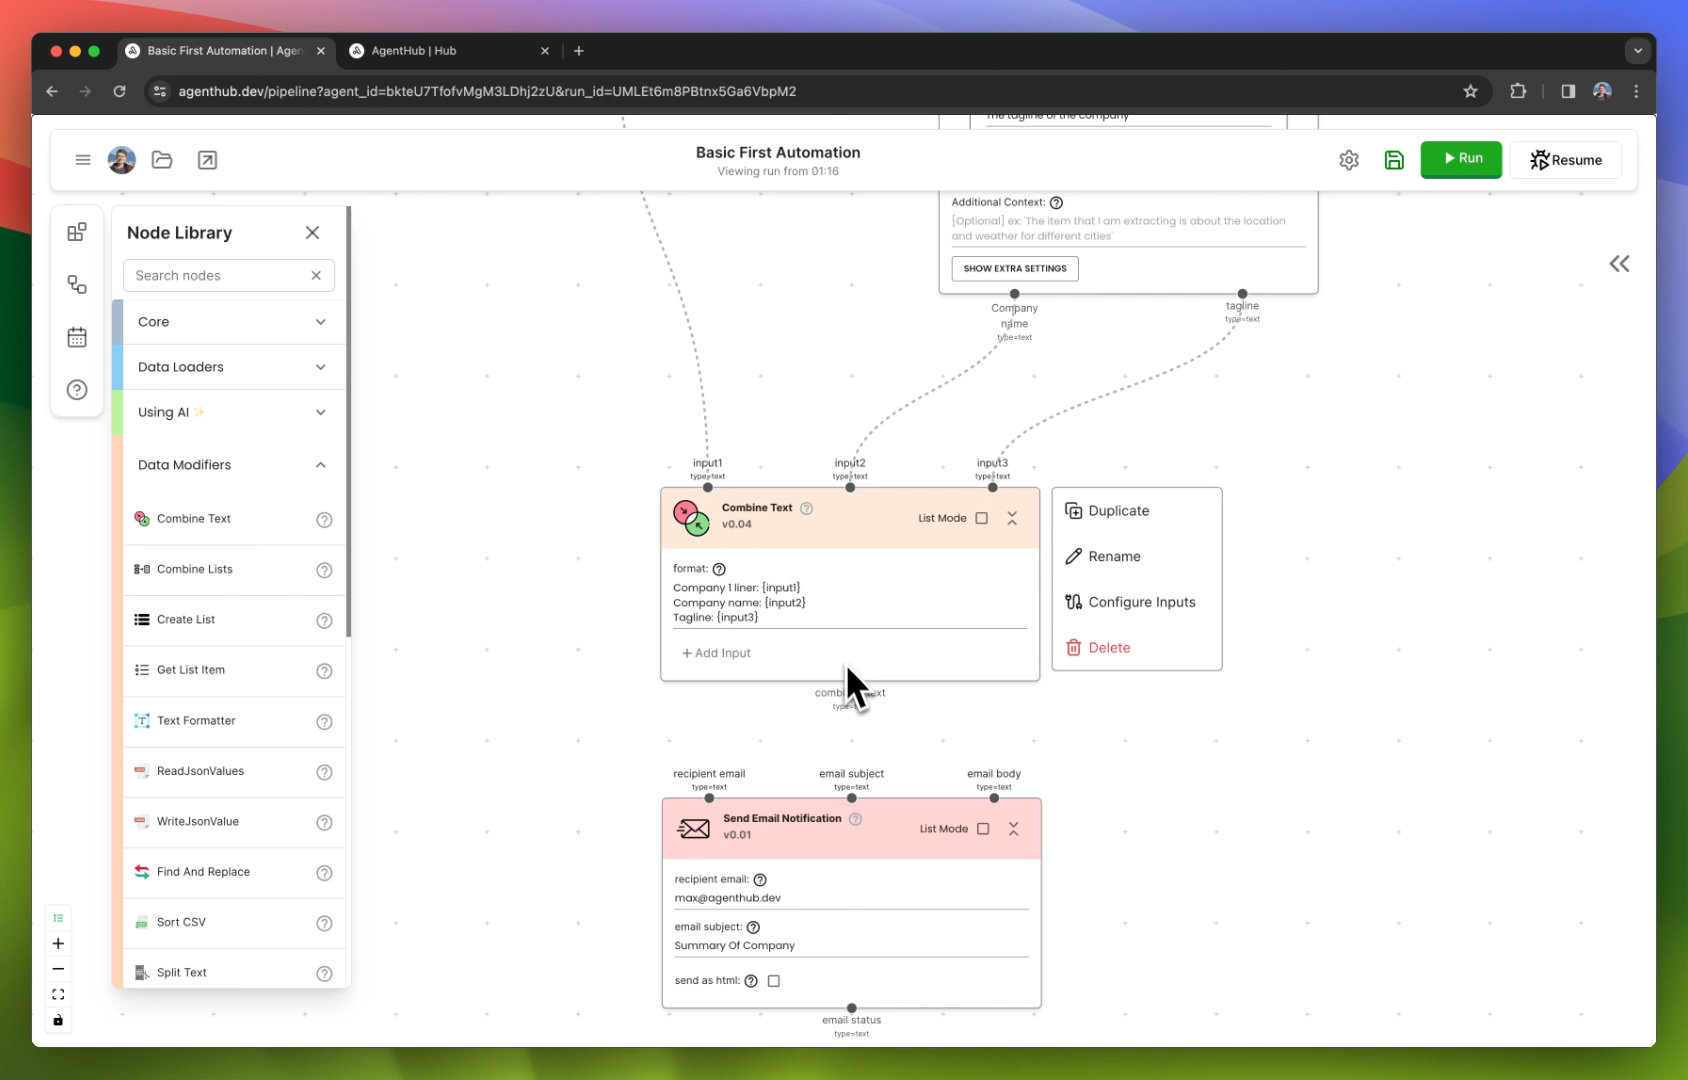 Basic First Automation | Agen
AgentHub | Hub
agenthub.dev/pipeline?agent_id=bkteU7TfofvMgM3LDhj2zU&run_id=UMLEt6m8PBtnx5Ga6VbpM2
The tagline of the company
Basic First Automation
Viewing run from 01:16
Run
Resume
Node Library
Search nodes
Core
Data Loaders
Using AI ✨
Data Modifiers
Combine Text
Combine Lists
Create List
Get List Item
Text Formatter
ReadJsonValues
WriteJsonValue
Find And Replace
Sort CSV
Split Text
Additional Context:
[Optional] ex: 'The item that I am extracting is about the location
and weather for different cities'
SHOW EXTRA SETTINGS
Company
name
type=text
tagline
type=text
input1
type=text
input2
type=text
input3
type=text
Combine Text
v0.04
List Mode
format:
Company 1 liner: {input1}
Company name: {input2}
Tagline: {input3}
+ Add Input
Duplicate
Rename
Configure Inputs
Delete
recipient email
type=text
email subject
type=text
email body
type=text
Send Email Notification
v0.01
List Mode
recipient email:
max@agenthub.dev
email subject:
Summary Of Company
send as html:
email status
type=text